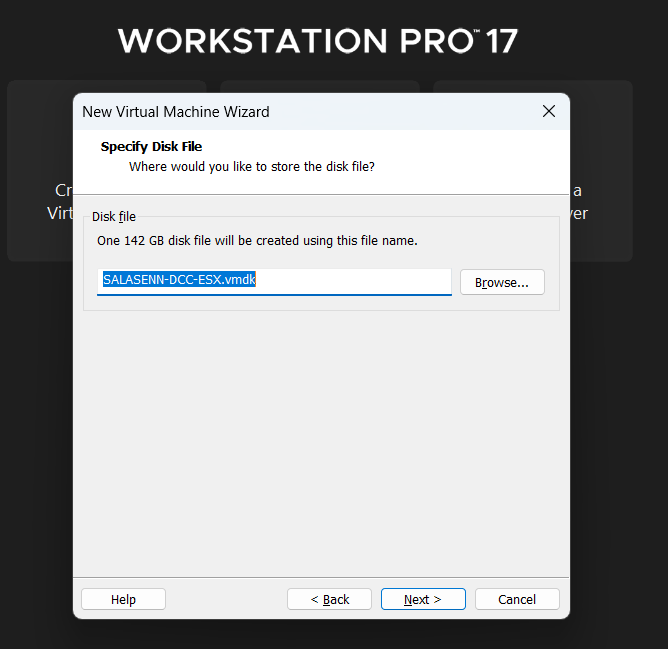 WORKSTATION PRO™ 17
New Virtual Machine Wizard
Specify Disk File
Where would you like to store the disk file?
Cr
a
Virt
er
Disk file
One 142 GB disk file will be created using this file name.
SALASENN-DCC-ESX.vmdk
Browse...
Help
< Back
Next >
Cancel